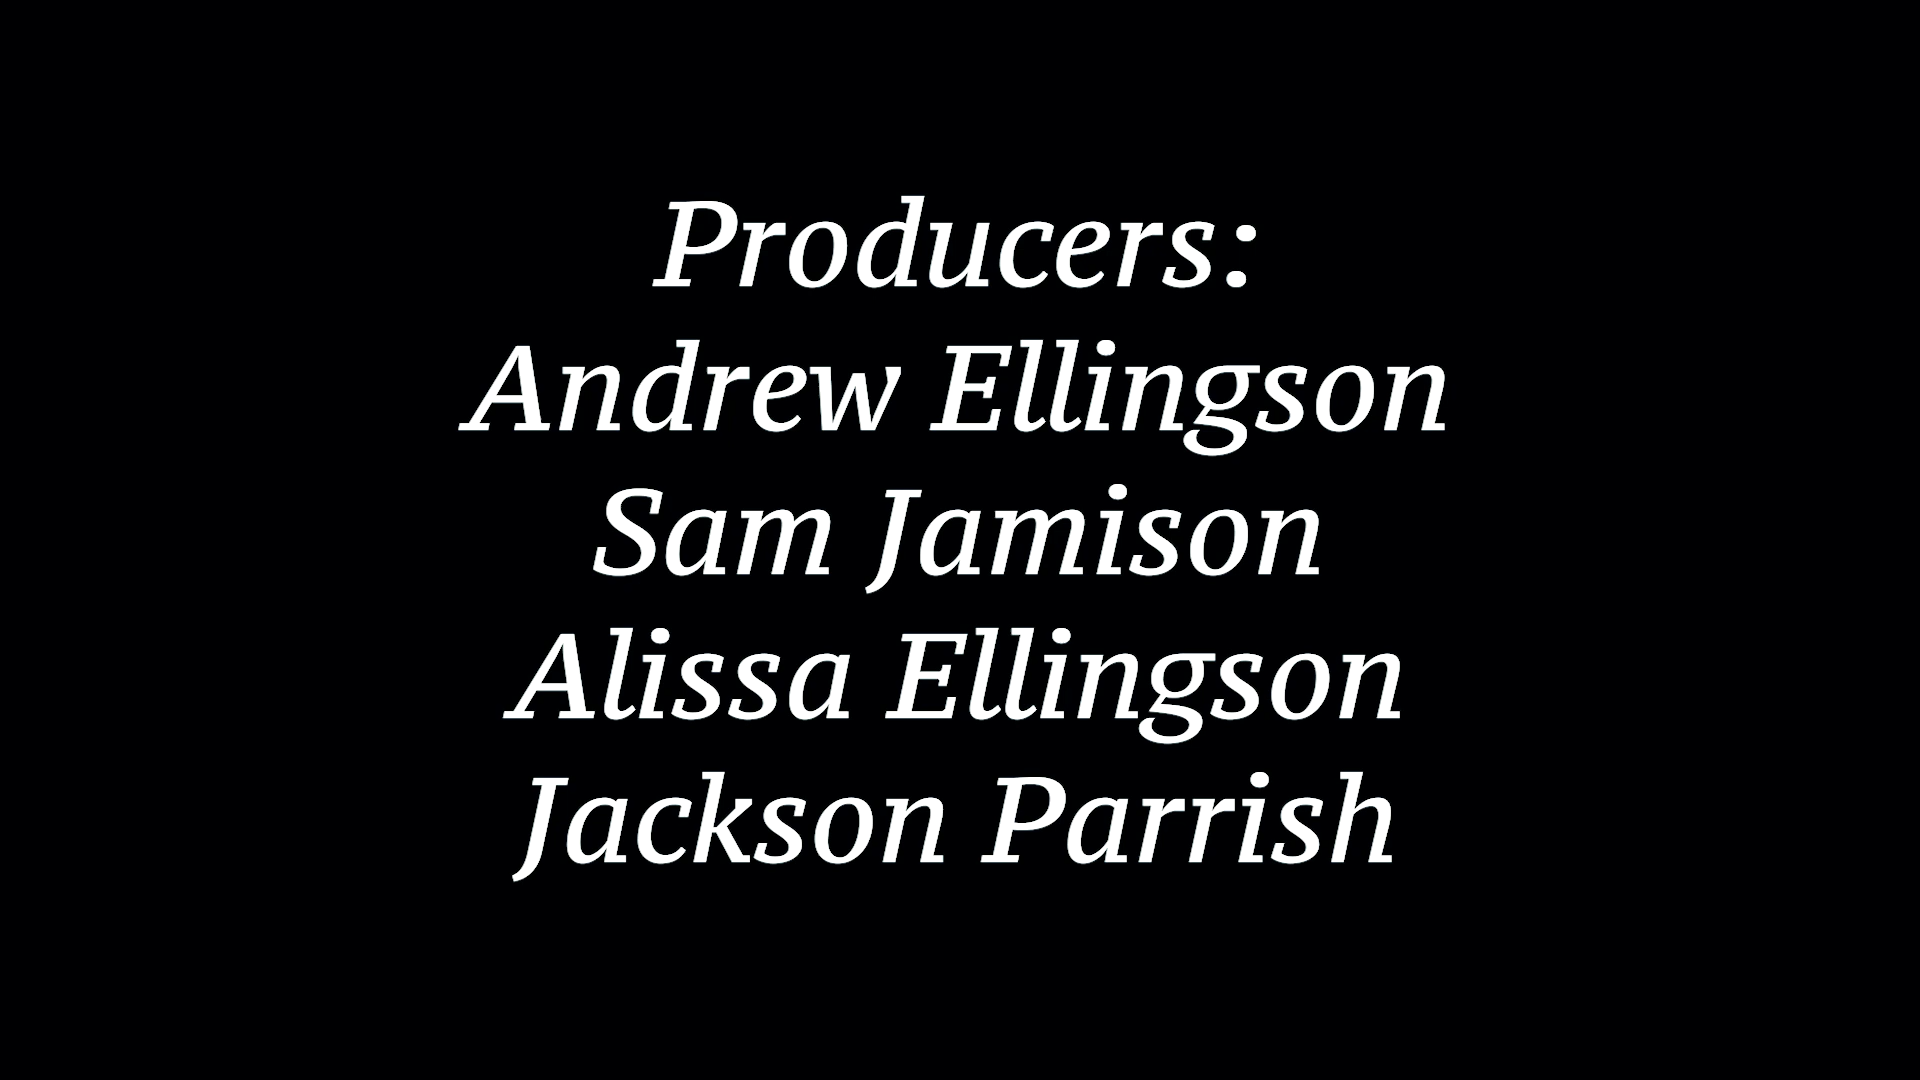 Producers:
Andrew Ellingson
Sam Jamison
Alissa Ellingson
Jackson Parrish